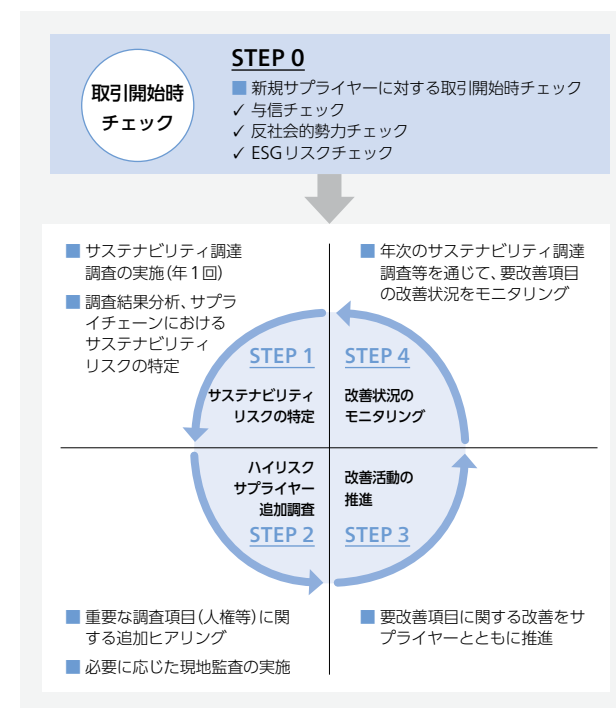 取引開始時
チェック
STEP 0
■ 新規サプライヤーに対する取引開始時チェック
✓ 与信チェック
✓ 反社会的勢力チェック
✓ ESGリスクチェック
■ サステナビリティ調達
調査の実施(年1回)
■ 調査結果分析、サプラ
イチェーンにおける
サステナビリティ
リスクの特定
STEP 1
サステナビリティ
リスクの特定
■ 年次のサステナビリティ調達
調査等を通じて、要改善項目
の改善状況をモニタリング
STEP 4
改善状況の
モニタリング
ハイリスク
サプライヤー
追加調査
STEP 2
■ 重要な調査項目(人権等)に関
する追加ヒアリング
■ 必要に応じた現地監査の実施
改善活動の
推進
STEP 3
■ 要改善項目に関する改善をサ
プライヤーとともに推進